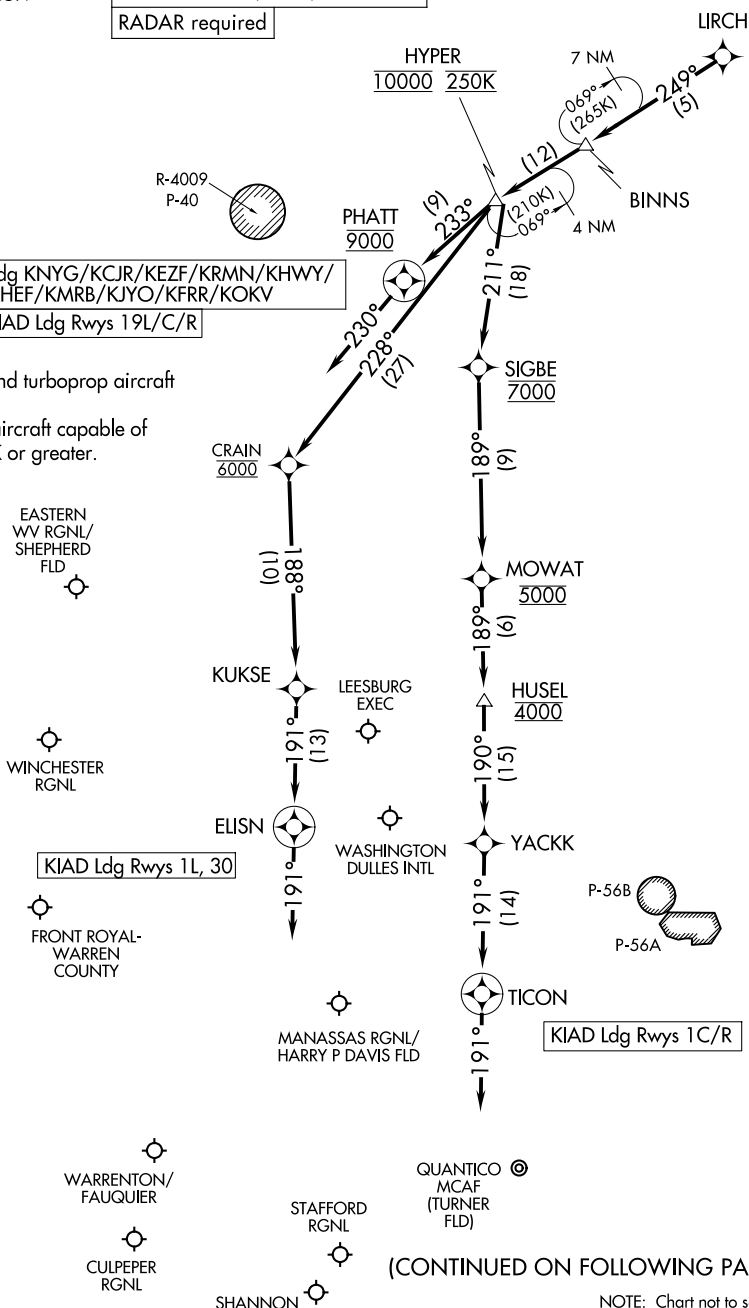 RADAR required
LIRCH
HYPER
10000 250K
7 NM
069°
(265K)
249°
(5)
(12)
BINNS
R-4009
P-40
(210K)
069°
4 NM
PHATT
9000
(9)
233°
211°
(18)
dg KNYG/KCJR/KEZF/KRMN/KHWY/
HEF/KMRB/KJYO/KFRR/KOKV
IAD Ldg Rwys 19L/C/R
230°
228°
(27)
SIGBE
7000
nd turboprop aircraft
ircraft capable of
K or greater.
CRAIN
6000
189°
(9)
EASTERN
WV RGNL/
SHEPHERD
FLD
188°
(10)
MOWAT
5000
189°
(6)
KUKSE
LEESBURG
EXEC
HUSEL
4000
WINCHESTER
RGNL
191°
(13)
190°
(15)
ELISN
WASHINGTON
DULLES INTL
YACKK
KIAD Ldg Rwys 1L, 30
191°
191°
(14)
P-56B
P-56A
FRONT ROYAL-
WARREN
COUNTY
TICON
MANASSAS RGNL/
HARRY P DAVIS FLD
191°
KIAD Ldg Rwys 1C/R
WARRENTON/
FAUQUIER
QUANTICO
MCAF
(TURNER
FLD)
STAFFORD
RGNL
CULPEPER
RGNL
(CONTINUED ON FOLLOWING PA
SHANNON
NOTE: Chart not to s